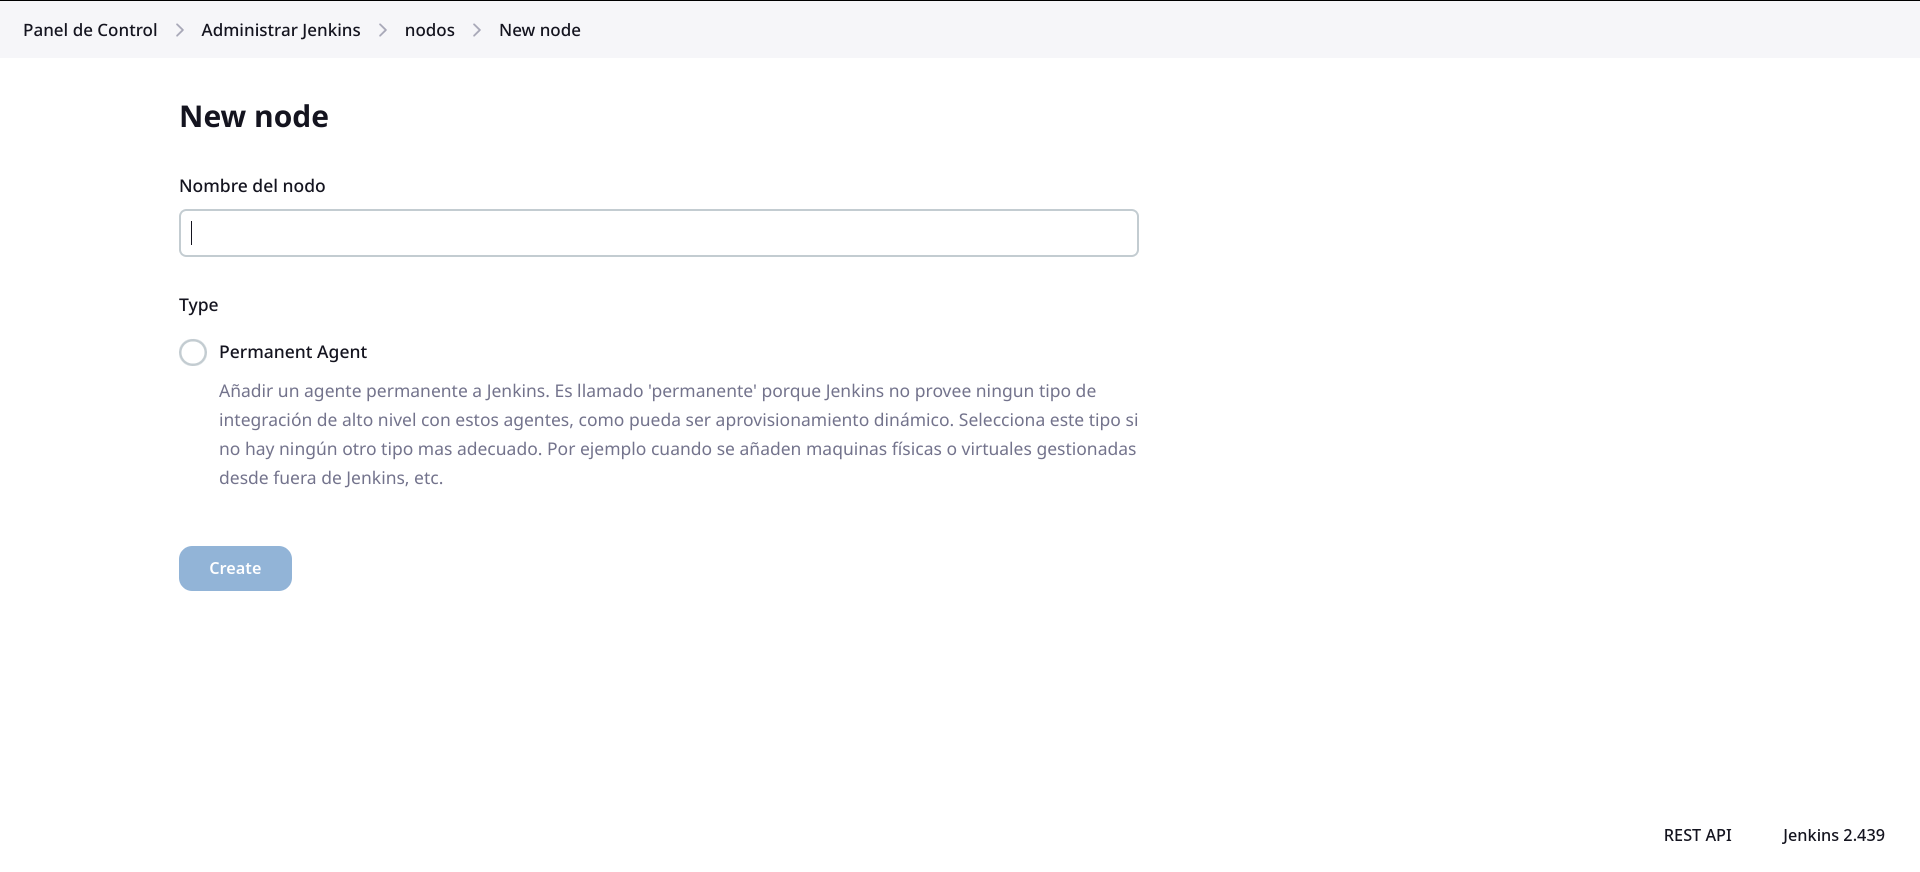 Panel de Control
Administrar Jenkins
nodos
New node
New node
Nombre del nodo
Type
Permanent Agent
Añadir un agente permanente a Jenkins. Es llamado 'permanente' porque Jenkins no provee ningun tipo de
integración de alto nivel con estos agentes, como pueda ser aprovisionamiento dinámico. Selecciona este tipo si
no hay ningún otro tipo mas adecuado. Por ejemplo cuando se añaden maquinas físicas o virtuales gestionadas
desde fuera de Jenkins, etc.
Create
REST API
Jenkins 2.439